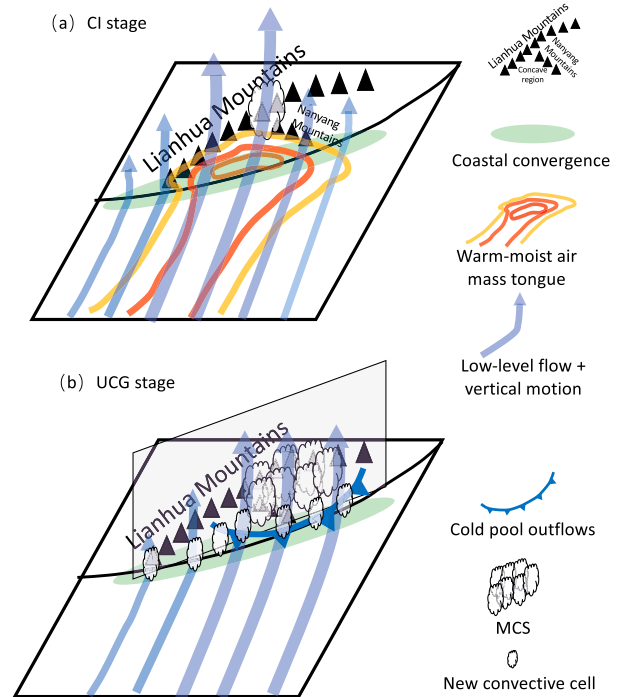 (a) CI stage
Lianhua Mountains
Nanyang
Mountains
Lianhua Mountains
Nanyang
Mountains
Concave
region
Coastal convergence
Warm-moist air
mass tongue
Low-level flow +
vertical motion
(b) UCG stage
Lianhua Mountains
Cold pool outflows
MCS
New convective cell